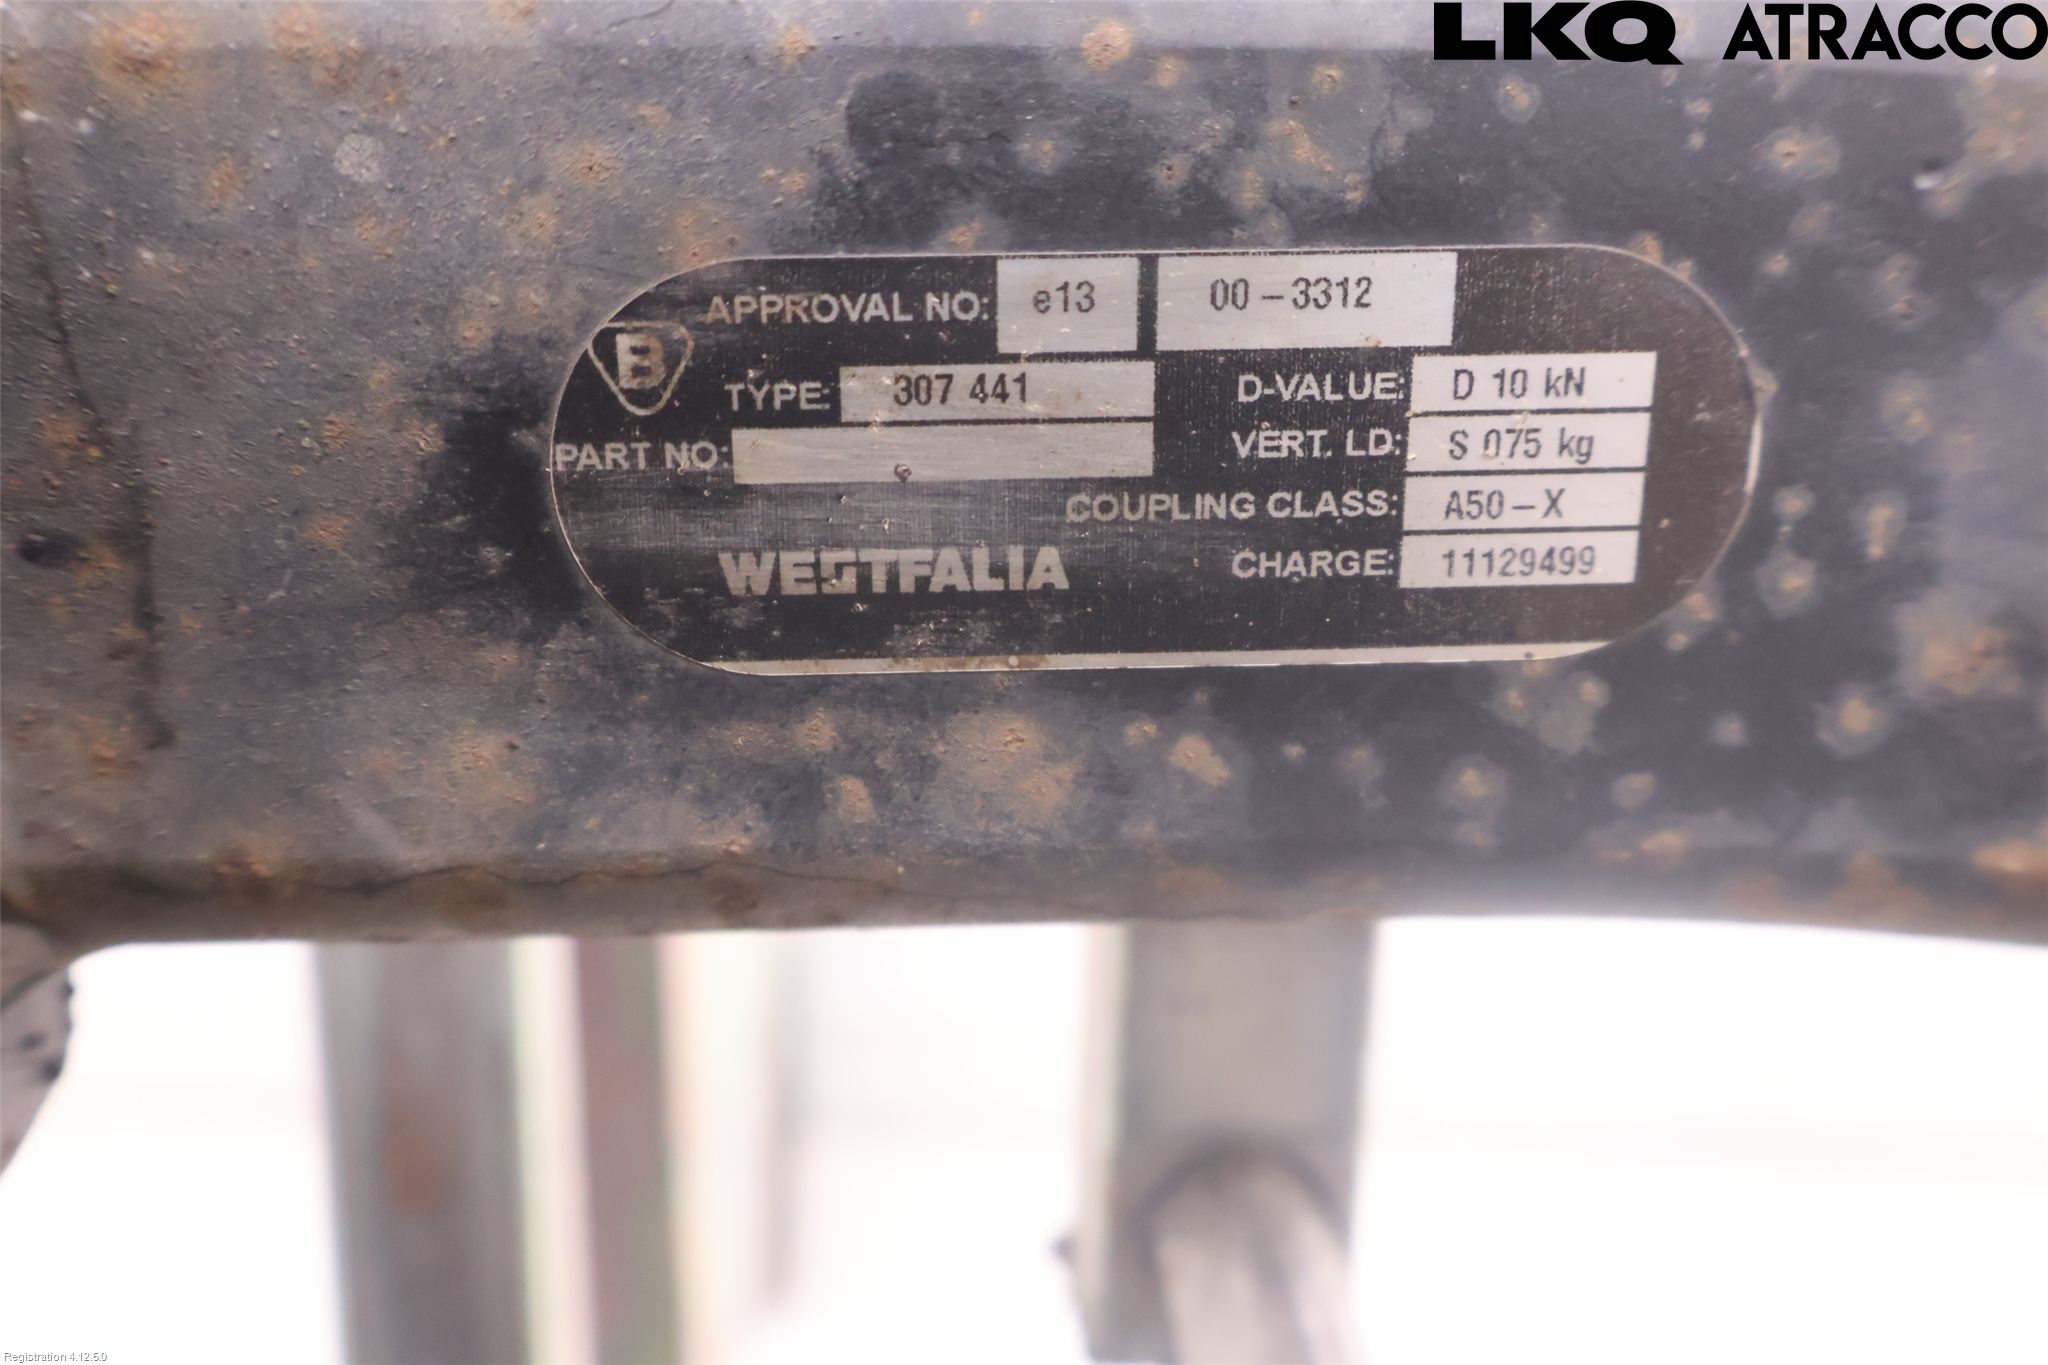 LKQ ATRACCO
APPROVAL NO: e13 00-3312
B
TYPE: 307 441
D-VALUE: D 10 kN
PART NO:
VERT. LD: S 075 kg
COUPLING CLASS: A50-X
WESTFALIA
CHARGE: 11129499
Registration 4.12.5.0